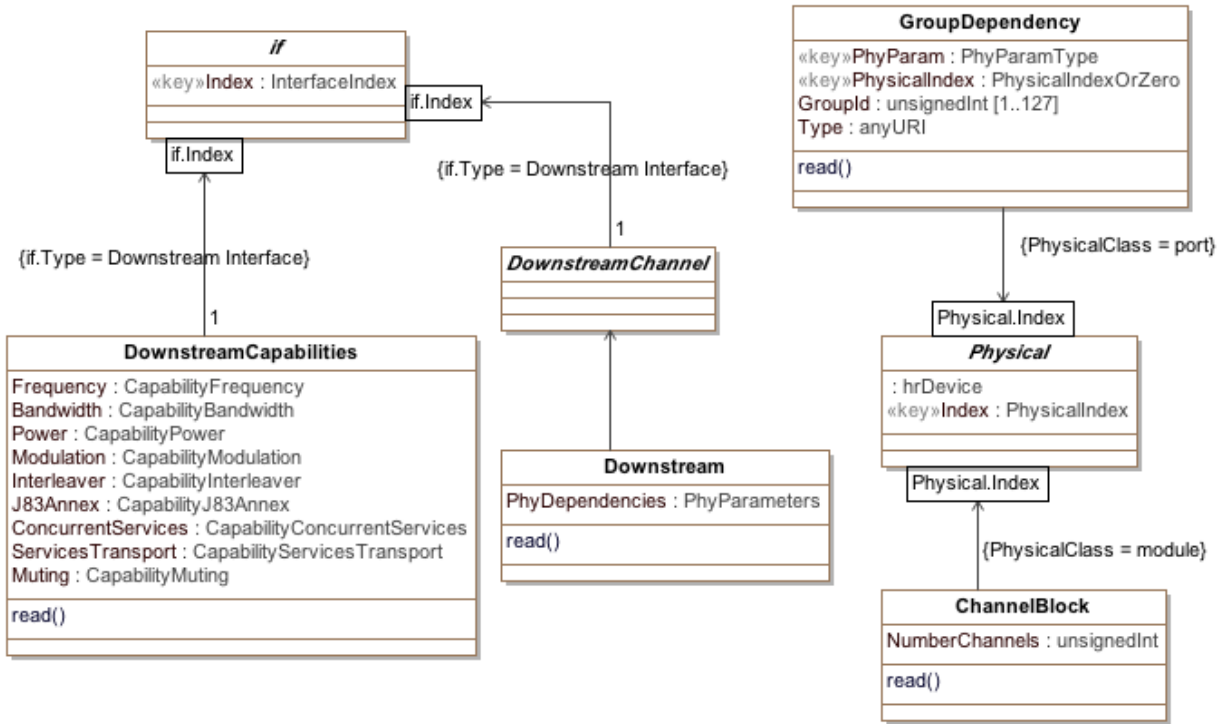 if
«key»Index : InterfaceIndex
if.Index
if.Index
{if.Type = Downstream Interface}
1
{if.Type = Downstream Interface}
1
DownstreamCapabilities
Frequency : CapabilityFrequency
Bandwidth : CapabilityBandwidth
Power : CapabilityPower
Modulation : CapabilityModulation
Interleaver : CapabilityInterleaver
J83Annex : CapabilityJ83Annex
ConcurrentServices : CapabilityConcurrentServices
ServicesTransport : CapabilityServicesTransport
Muting : CapabilityMuting
read()
DownstreamChannel
Downstream
PhyDependencies : PhyParameters
read()
GroupDependency
«key»PhyParam : PhyParamType
«key»PhysicalIndex : PhysicalIndexOrZero
GroupId : unsignedInt [1..127]
Type : anyURI
read()
{PhysicalClass = port}
Physical.Index
Physical
: hrDevice
«key»Index : PhysicalIndex
Physical.Index
{PhysicalClass = module}
ChannelBlock
NumberChannels : unsignedInt
read()